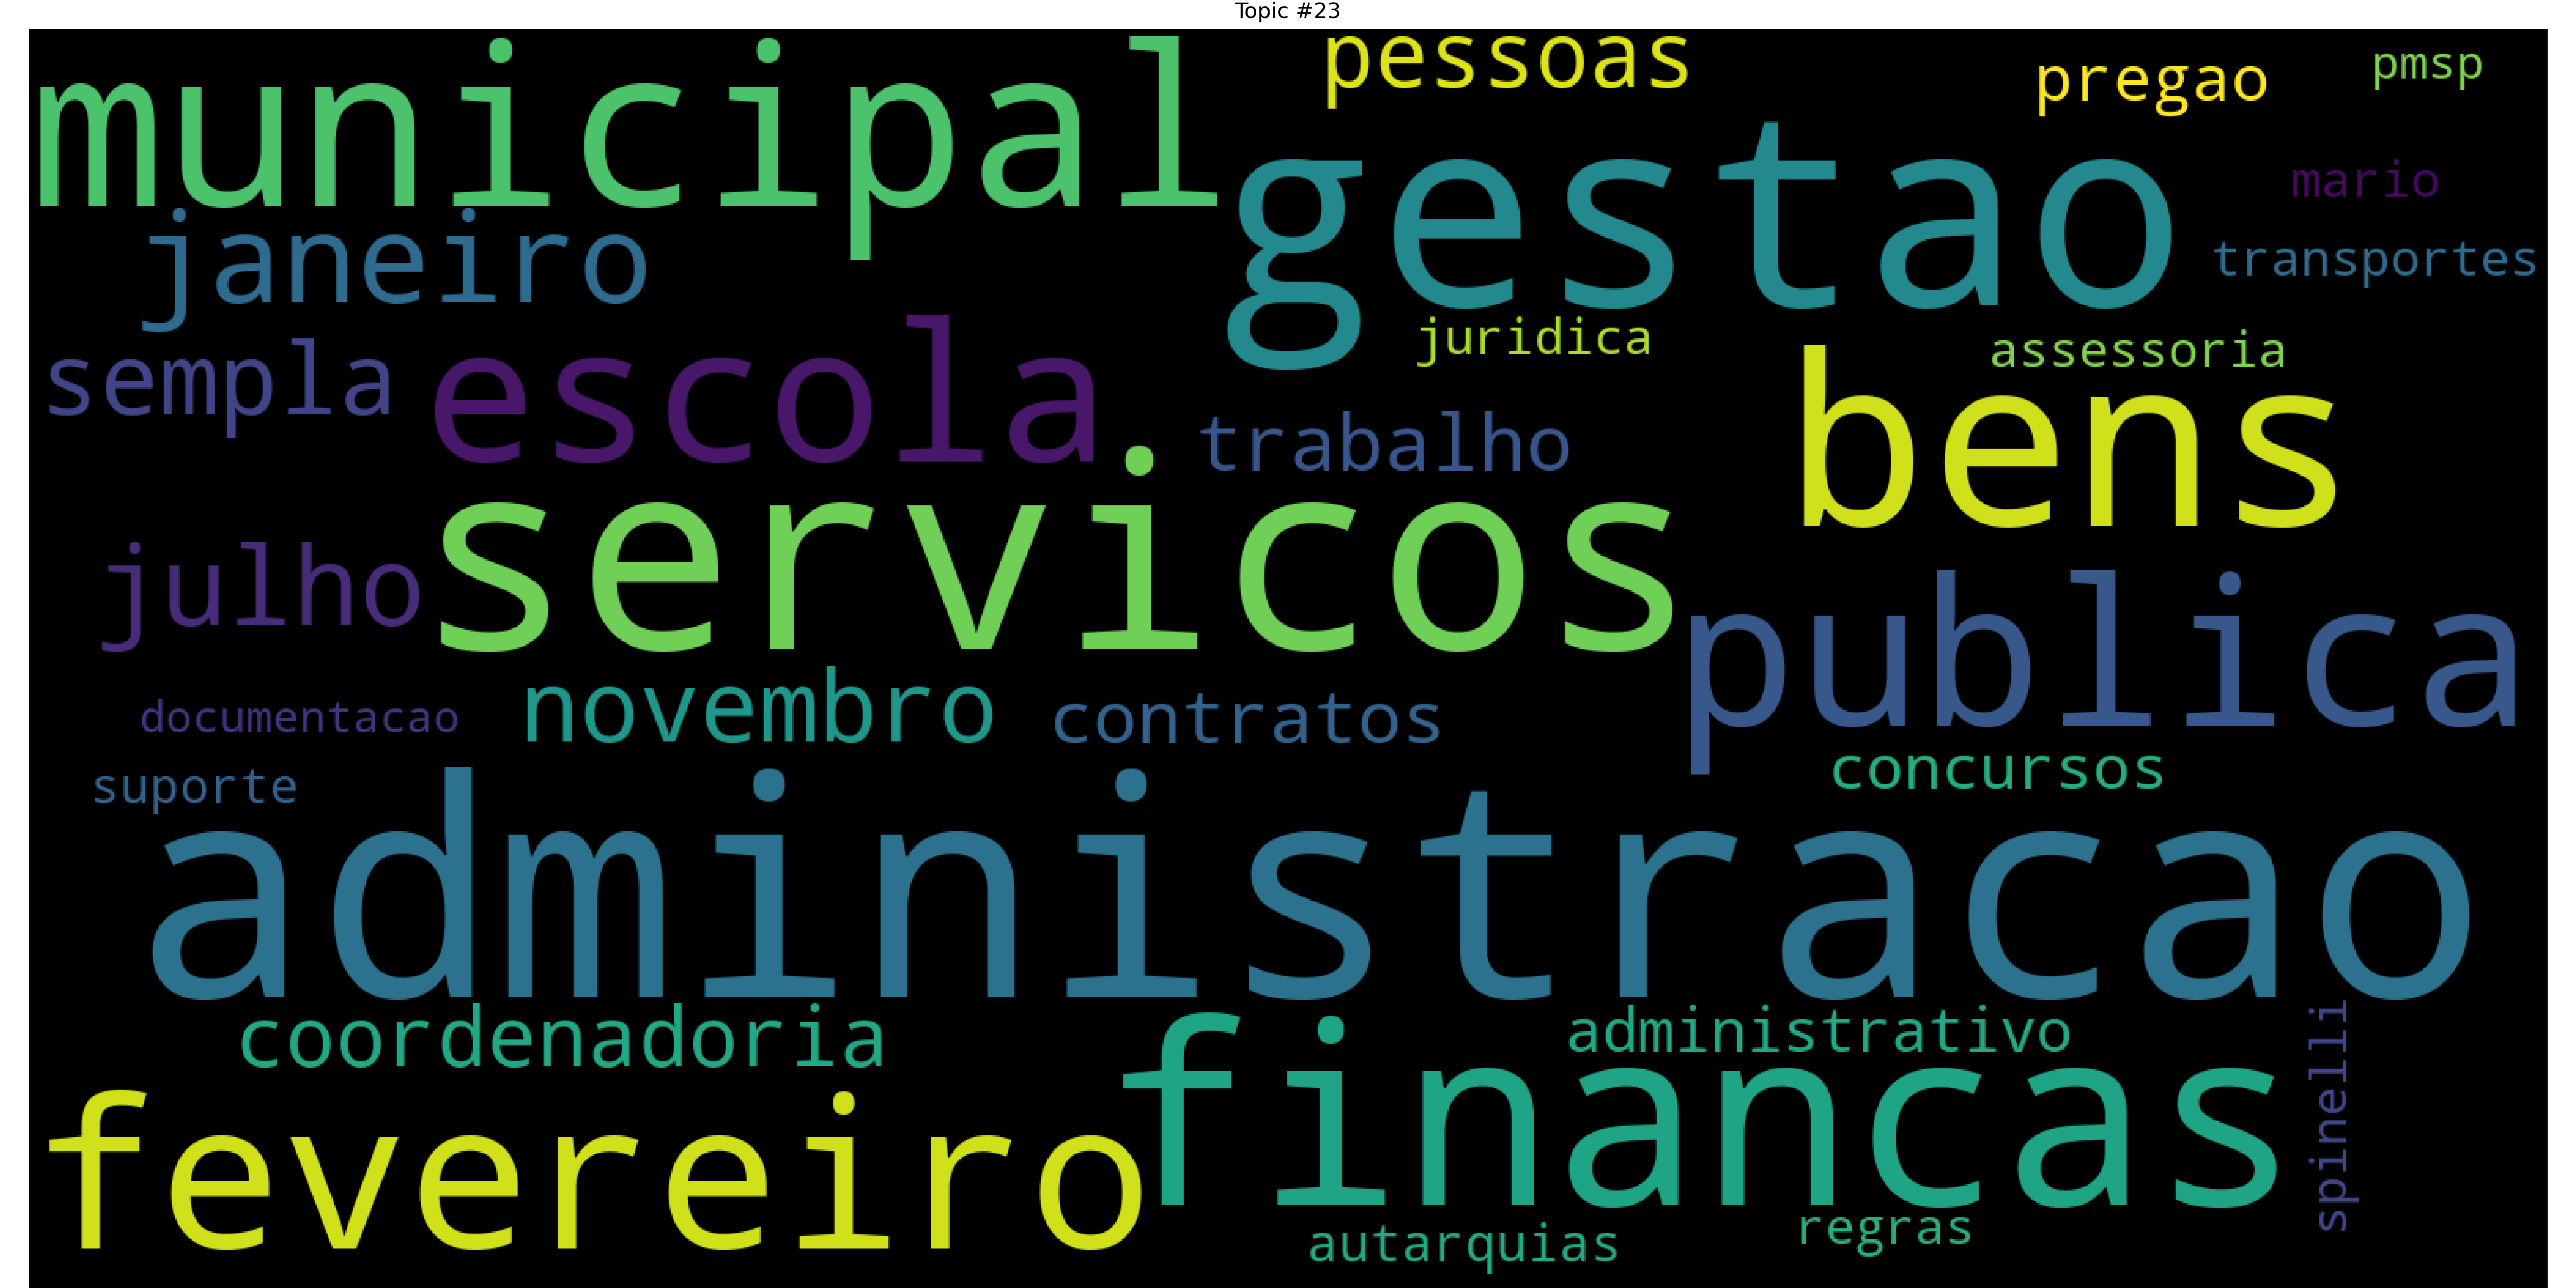 Topic #23
municipal
pessoas
pregao
pmsp
gestao
mario
janeiro
transportes
juridica
assessoria
sempla
escola
trabalho
bens
servicos
julho
publica
documentacao
novembro
contratos
concursos
suporte
administracao
coordenadoria
administrativo
financas
spinelli
fevereiro
autarquias
regras